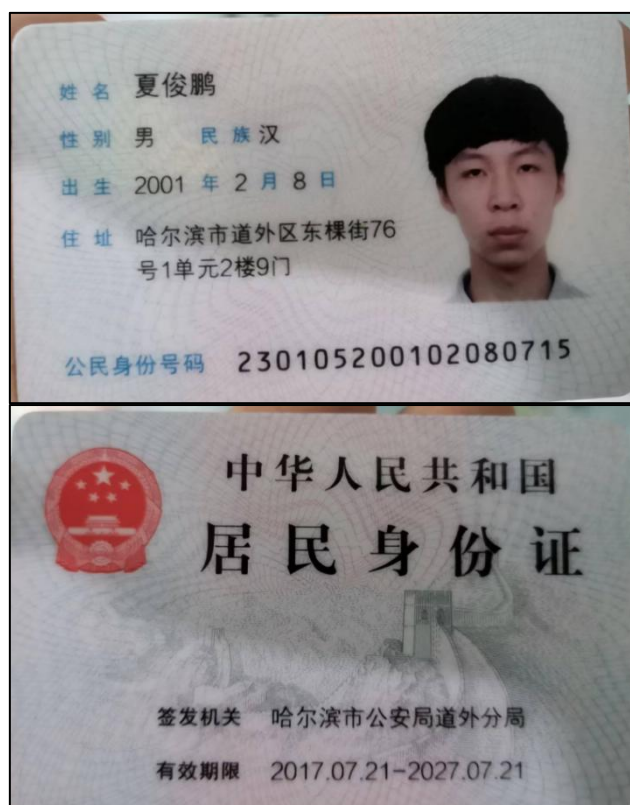 姓名 夏俊鹏
性别 男 民族 汉
出生 2001 年 2 月 8 日
住址 哈尔滨市道外区东棵街76
号1单元2楼9门
公民身份号码 230105200102080715
中华人民共和国
居民身份证
签发机关 哈尔滨市公安局道外分局
有效期限 2017.07.21-2027.07.21